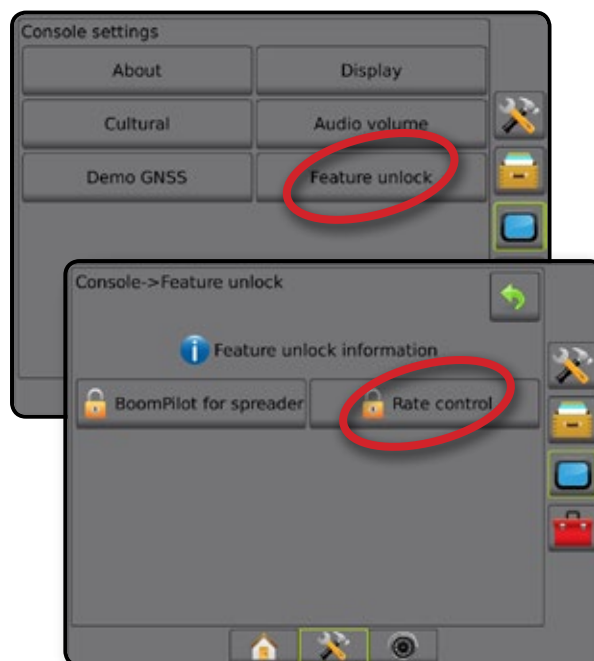 Console settings
About Display
Cultural Audio volume
Demo GNSS Feature unlock
Console->Feature unlock
Feature unlock information
BoomPilot for spreader Rate control